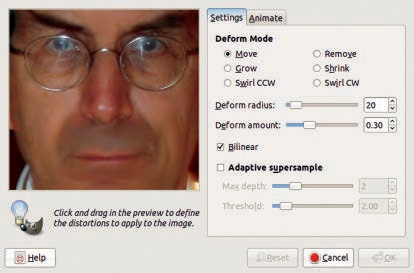 Settings Animate
Deform Mode
Move Remove
Grow Shrink
Swirl CCW Swirl CW
Deform radius: 20
Deform amount: 0.30
Bilinear
Adaptive supersample
Max depth: 2
Threshold: 2.00
Click and drag in the preview to define
the distortions to apply to the image.
Help Reset Cancel OK